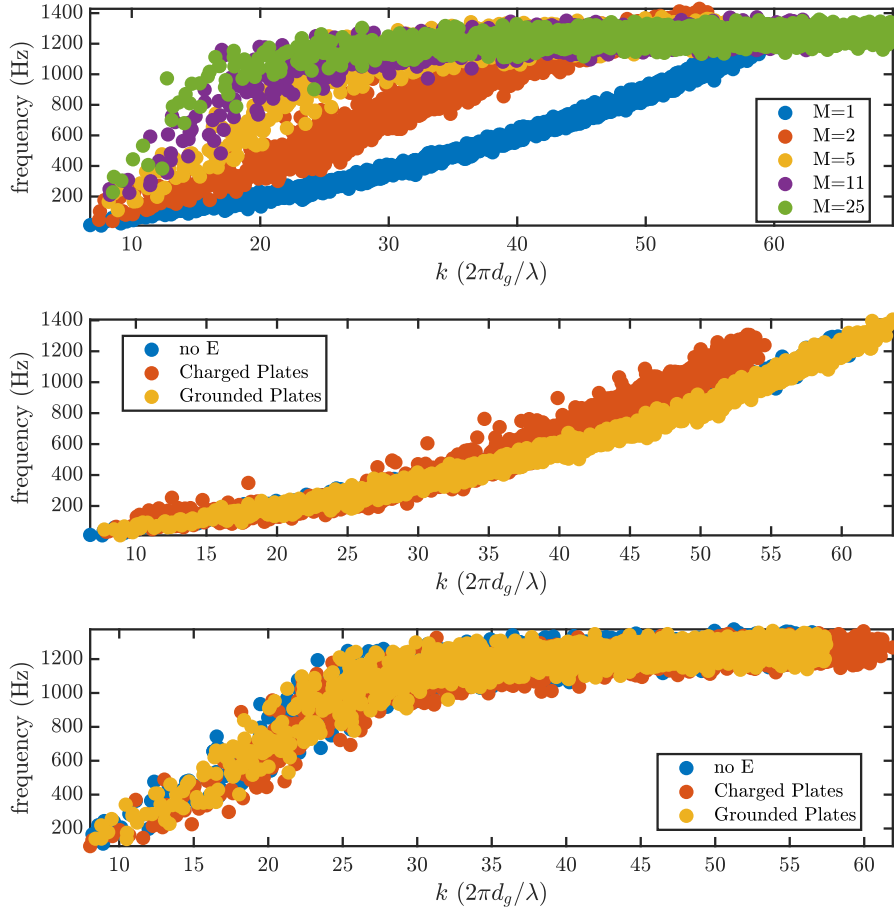 1400
1200
1000
800
600
400
200
frequency (Hz)
M=1
M=2
M=5
M=11
M=25
10 20 30 40 50 60
k (2πd_g/λ)
1400
1200
1000
800
600
400
200
frequency (Hz)
no E
Charged Plates
Grounded Plates
10 15 20 25 30 35 40 45 50 55 60
k (2πd_g/λ)
1200
1000
800
600
400
200
frequency (Hz)
no E
Charged Plates
Grounded Plates
10 15 20 25 30 35 40 45 50 55 60
k (2πd_g/λ)